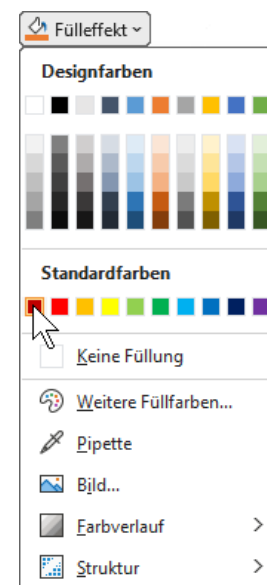 Fülleffekt
Designfarben
Standardfarben
Keine Füllung
Weitere Füllfarben...
Pipette
Bild...
Farbverlauf
Struktur